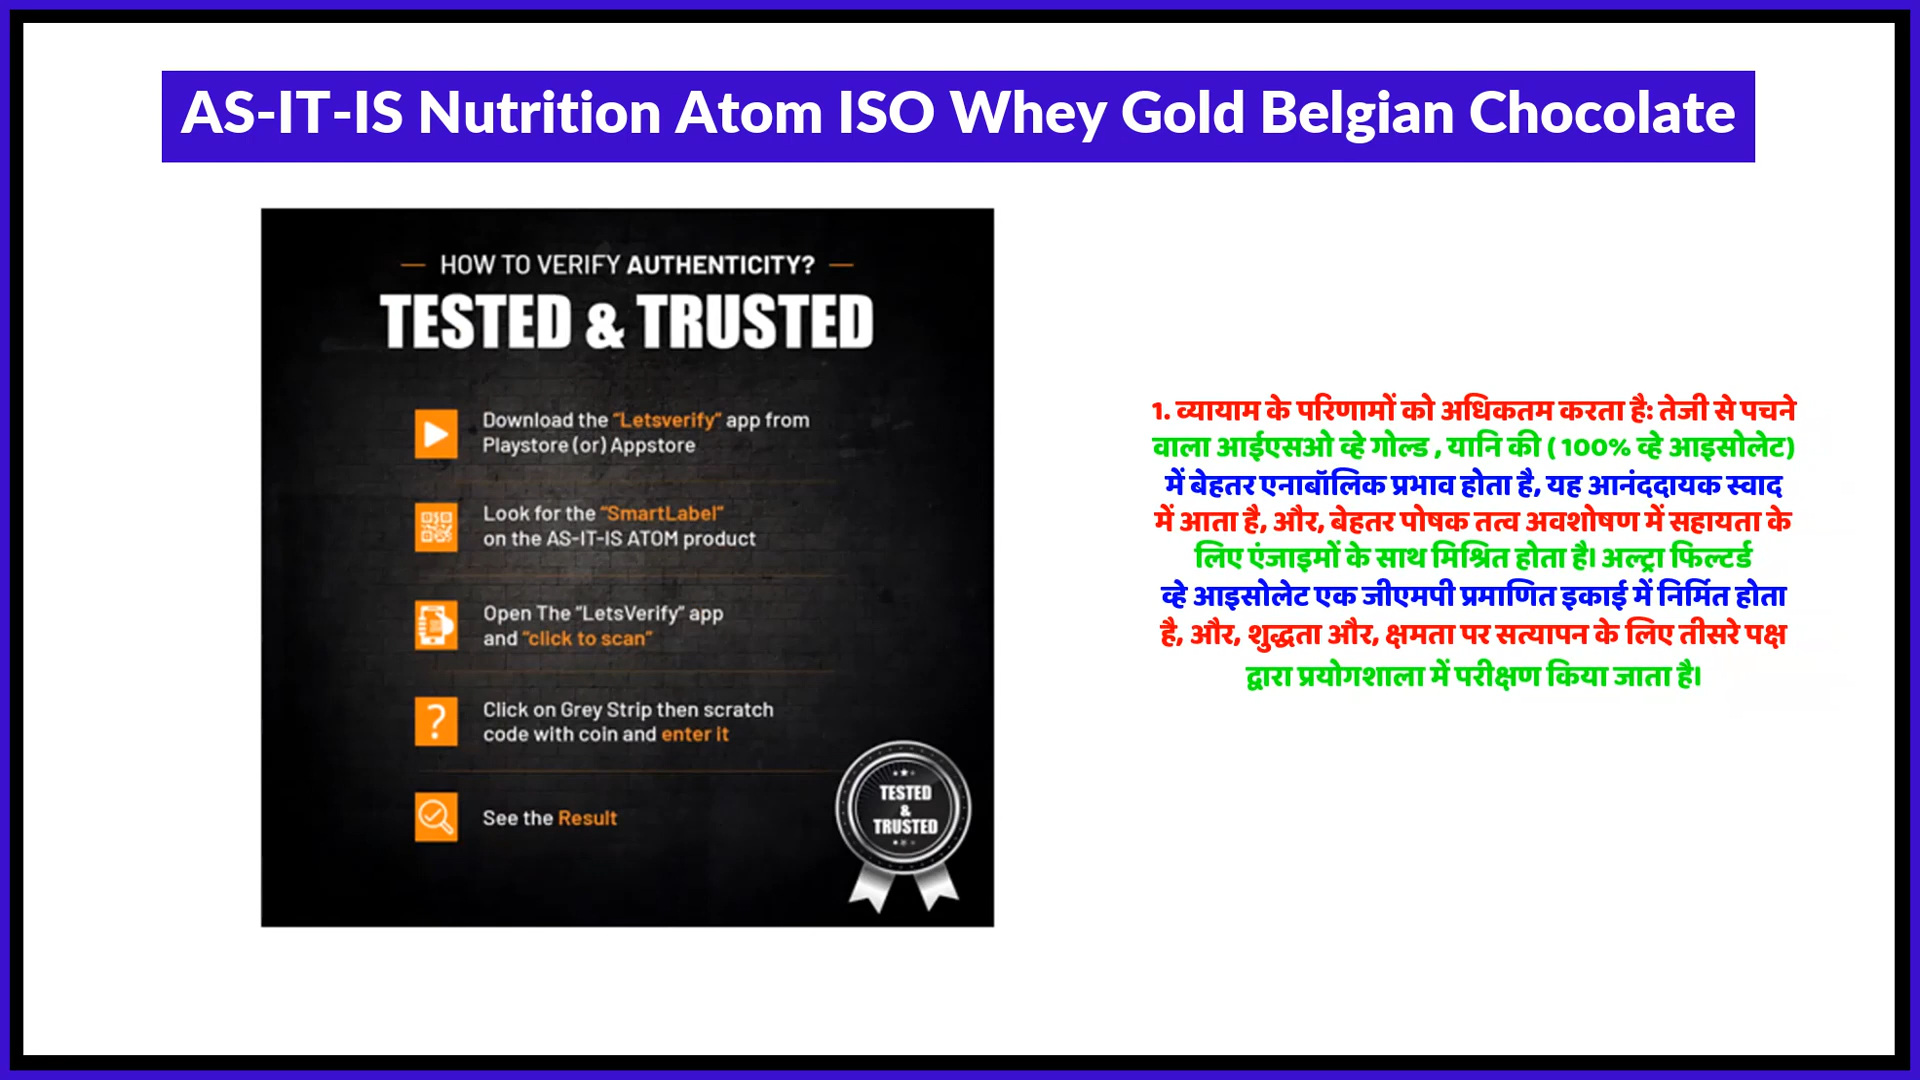 AS-IT-IS Nutrition Atom ISO Whey Gold Belgian Chocolate
HOW TO VERIFY AUTHENTICITY?
TESTED & TRUSTED
Download the “Letsverify” app from
Playstore (or) Appstore
Look for the “SmartLabel”
on the AS-IT-IS ATOM product
Open The “LetsVerify” app
and “click to scan”
Click on Grey Strip then scratch
code with coin and enter it
See the Result
TESTED
&
TRUSTED
१. व्यायाम के परिणामों को अधिकतम करता है: तेजी से पचने
वाला आईएसओ व्हे गोल्ड , यानि की ( 100% व्हे आइसोलेट)
में बेहतर एनाबॉलिक प्रभाव होता है, यह आनंददायक स्वाद
में आता है, और, बेहतर पोषक तत्व अवशोषण में सहायता के
लिए एंजाइमों के साथ मिश्रित होता है। अल्ट्रा फिल्टर्ड
व्हे आइसोलेट एक जीएमपी प्रमाणित इकाई में निर्मित होता
है, और, शुद्धता और, क्षमता पर सत्यापन के लिए तीसरे पक्ष
द्वारा प्रयोगशाला में परीक्षण किया जाता है।